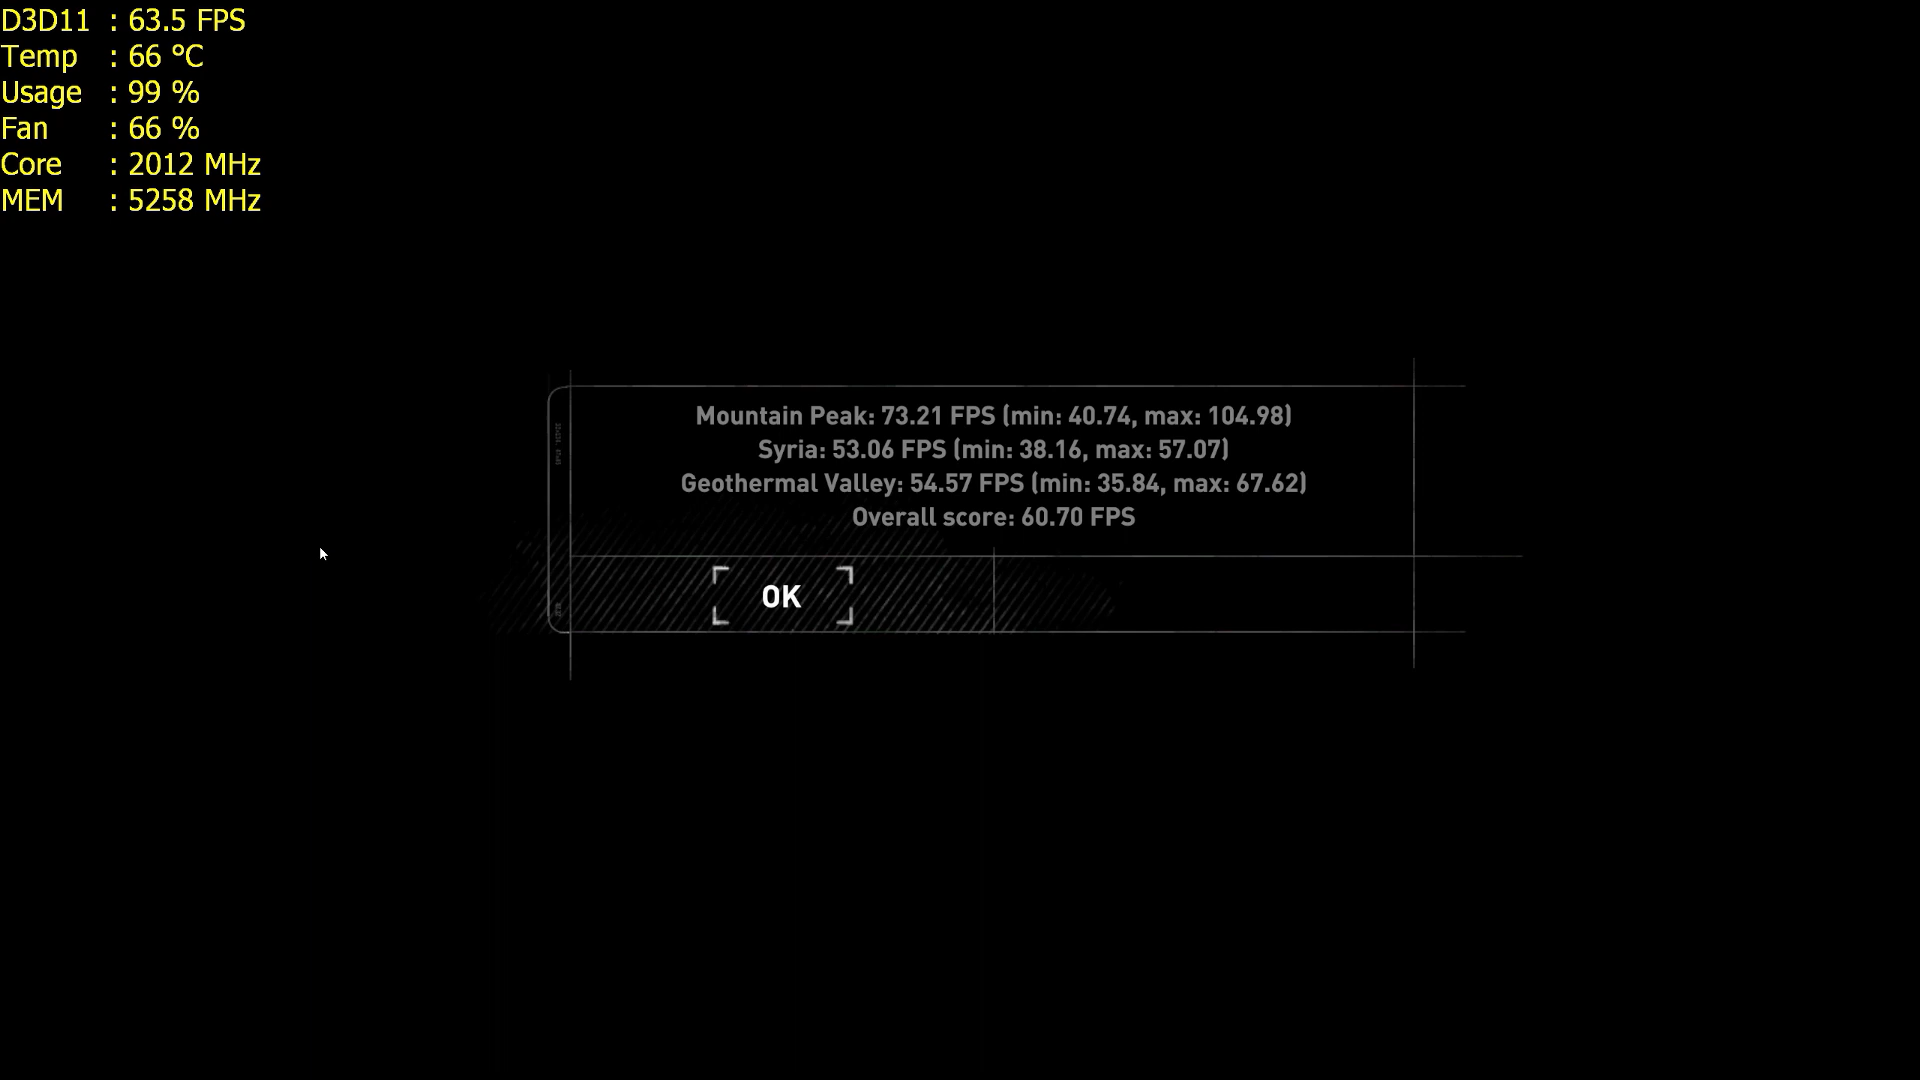 D3D11 : 63.5 FPS
Temp : 66 °C
Usage : 99 %
Fan : 66 %
Core : 2012 MHz
MEM : 5258 MHz
Mountain Peak: 73.21 FPS (min: 40.74, max: 104.98)
Syria: 53.06 FPS (min: 38.16, max: 57.07)
Geothermal Valley: 54.57 FPS (min: 35.84, max: 67.62)
Overall score: 60.70 FPS
OK